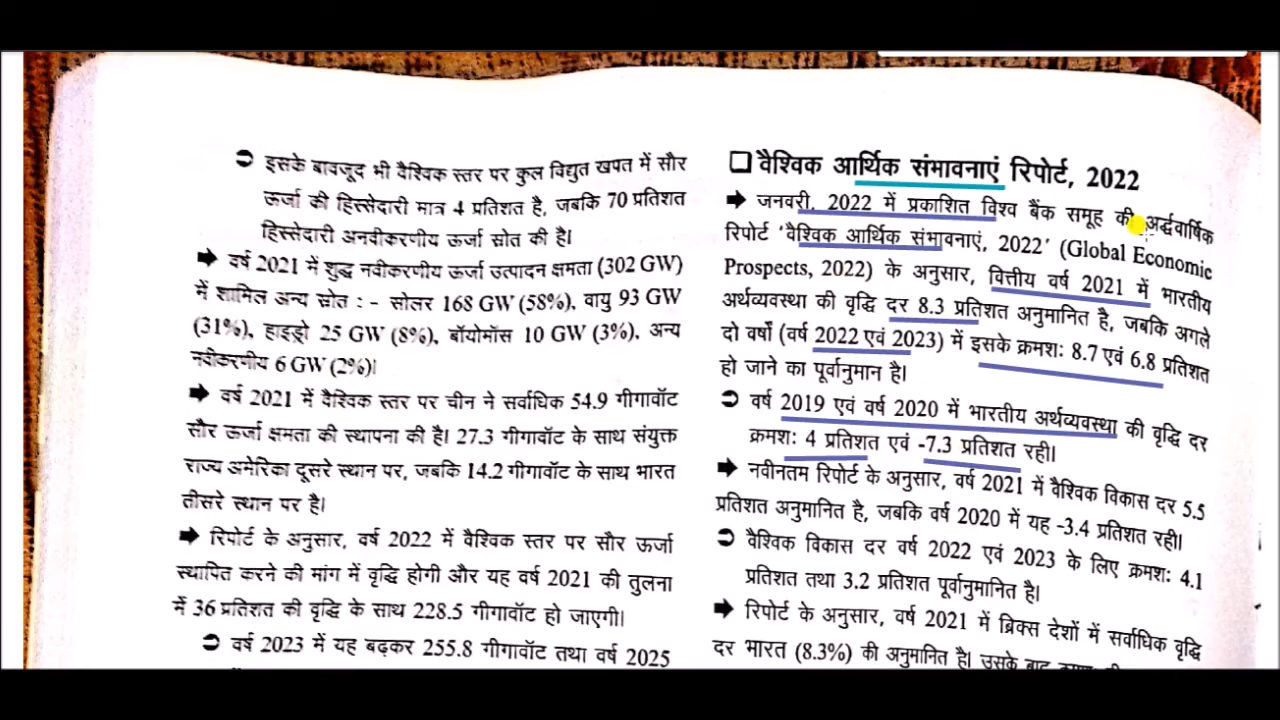 ➲ इसके बावजूद भी वैश्विक स्तर पर कुल विद्युत खपत में सौर
ऊर्जा की हिस्सेदारी मात्र 4 प्रतिशत है, जबकि 70 प्रतिशत
हिस्सेदारी अनवीकरणीय ऊर्जा स्रोत की है।
➡ वर्ष 2021 में शुद्ध नवीकरणीय ऊर्जा उत्पादन क्षमता (302 GW)
में शामिल अन्य स्रोत : – सोलर 168 GW (58%), वायु 93 GW
(31%), हाइड्रो 25 GW (8%), बॉयोमॉस 10 GW (3%), अन्य
नवीकरणीय 6 GW (2%)।
➡ वर्ष 2021 में वैश्विक स्तर पर चीन ने सर्वाधिक 54.9 गीगावॉट
सौर ऊर्जा क्षमता की स्थापना की है। 27.3 गीगावॉट के साथ संयुक्त
राज्य अमेरिका दूसरे स्थान पर, जबकि 14.2 गीगावॉट के साथ भारत
तीसरे स्थान पर है।
➡ रिपोर्ट के अनुसार, वर्ष 2022 में वैश्विक स्तर पर सौर ऊर्जा
स्थापित करने की मांग में वृद्धि होगी और यह वर्ष 2021 की तुलना
में 36 प्रतिशत की वृद्धि के साथ 228.5 गीगावॉट हो जाएगी।
➲ वर्ष 2023 में यह बढ़कर 255.8 गीगावॉट तथा वर्ष 2025
❑ वैश्विक आर्थिक संभावनाएं रिपोर्ट, 2022
➡ जनवरी, 2022 में प्रकाशित विश्व बैंक समूह की अर्द्धवार्षिक
रिपोर्ट ‘वैश्विक आर्थिक संभावनाएं, 2022’ (Global Economic
Prospects, 2022) के अनुसार, वित्तीय वर्ष 2021 में भारतीय
अर्थव्यवस्था की वृद्धि दर 8.3 प्रतिशत अनुमानित है, जबकि अगले
दो वर्षों (वर्ष 2022 एवं 2023) में इसके क्रमशः 8.7 एवं 6.8 प्रतिशत
हो जाने का पूर्वानुमान है।
➲ वर्ष 2019 एवं वर्ष 2020 में भारतीय अर्थव्यवस्था की वृद्धि दर
क्रमशः 4 प्रतिशत एवं -7.3 प्रतिशत रही।
➡ नवीनतम रिपोर्ट के अनुसार, वर्ष 2021 में वैश्विक विकास दर 5.5
प्रतिशत अनुमानित है, जबकि वर्ष 2020 में यह -3.4 प्रतिशत रही।
➲ वैश्विक विकास दर वर्ष 2022 एवं 2023 के लिए क्रमशः 4.1
प्रतिशत तथा 3.2 प्रतिशत पूर्वानुमानित है।
➡ रिपोर्ट के अनुसार, वर्ष 2021 में ब्रिक्स देशों में सर्वाधिक वृद्धि
दर भारत (8.3%) की अनुमानित है। उसके बाद